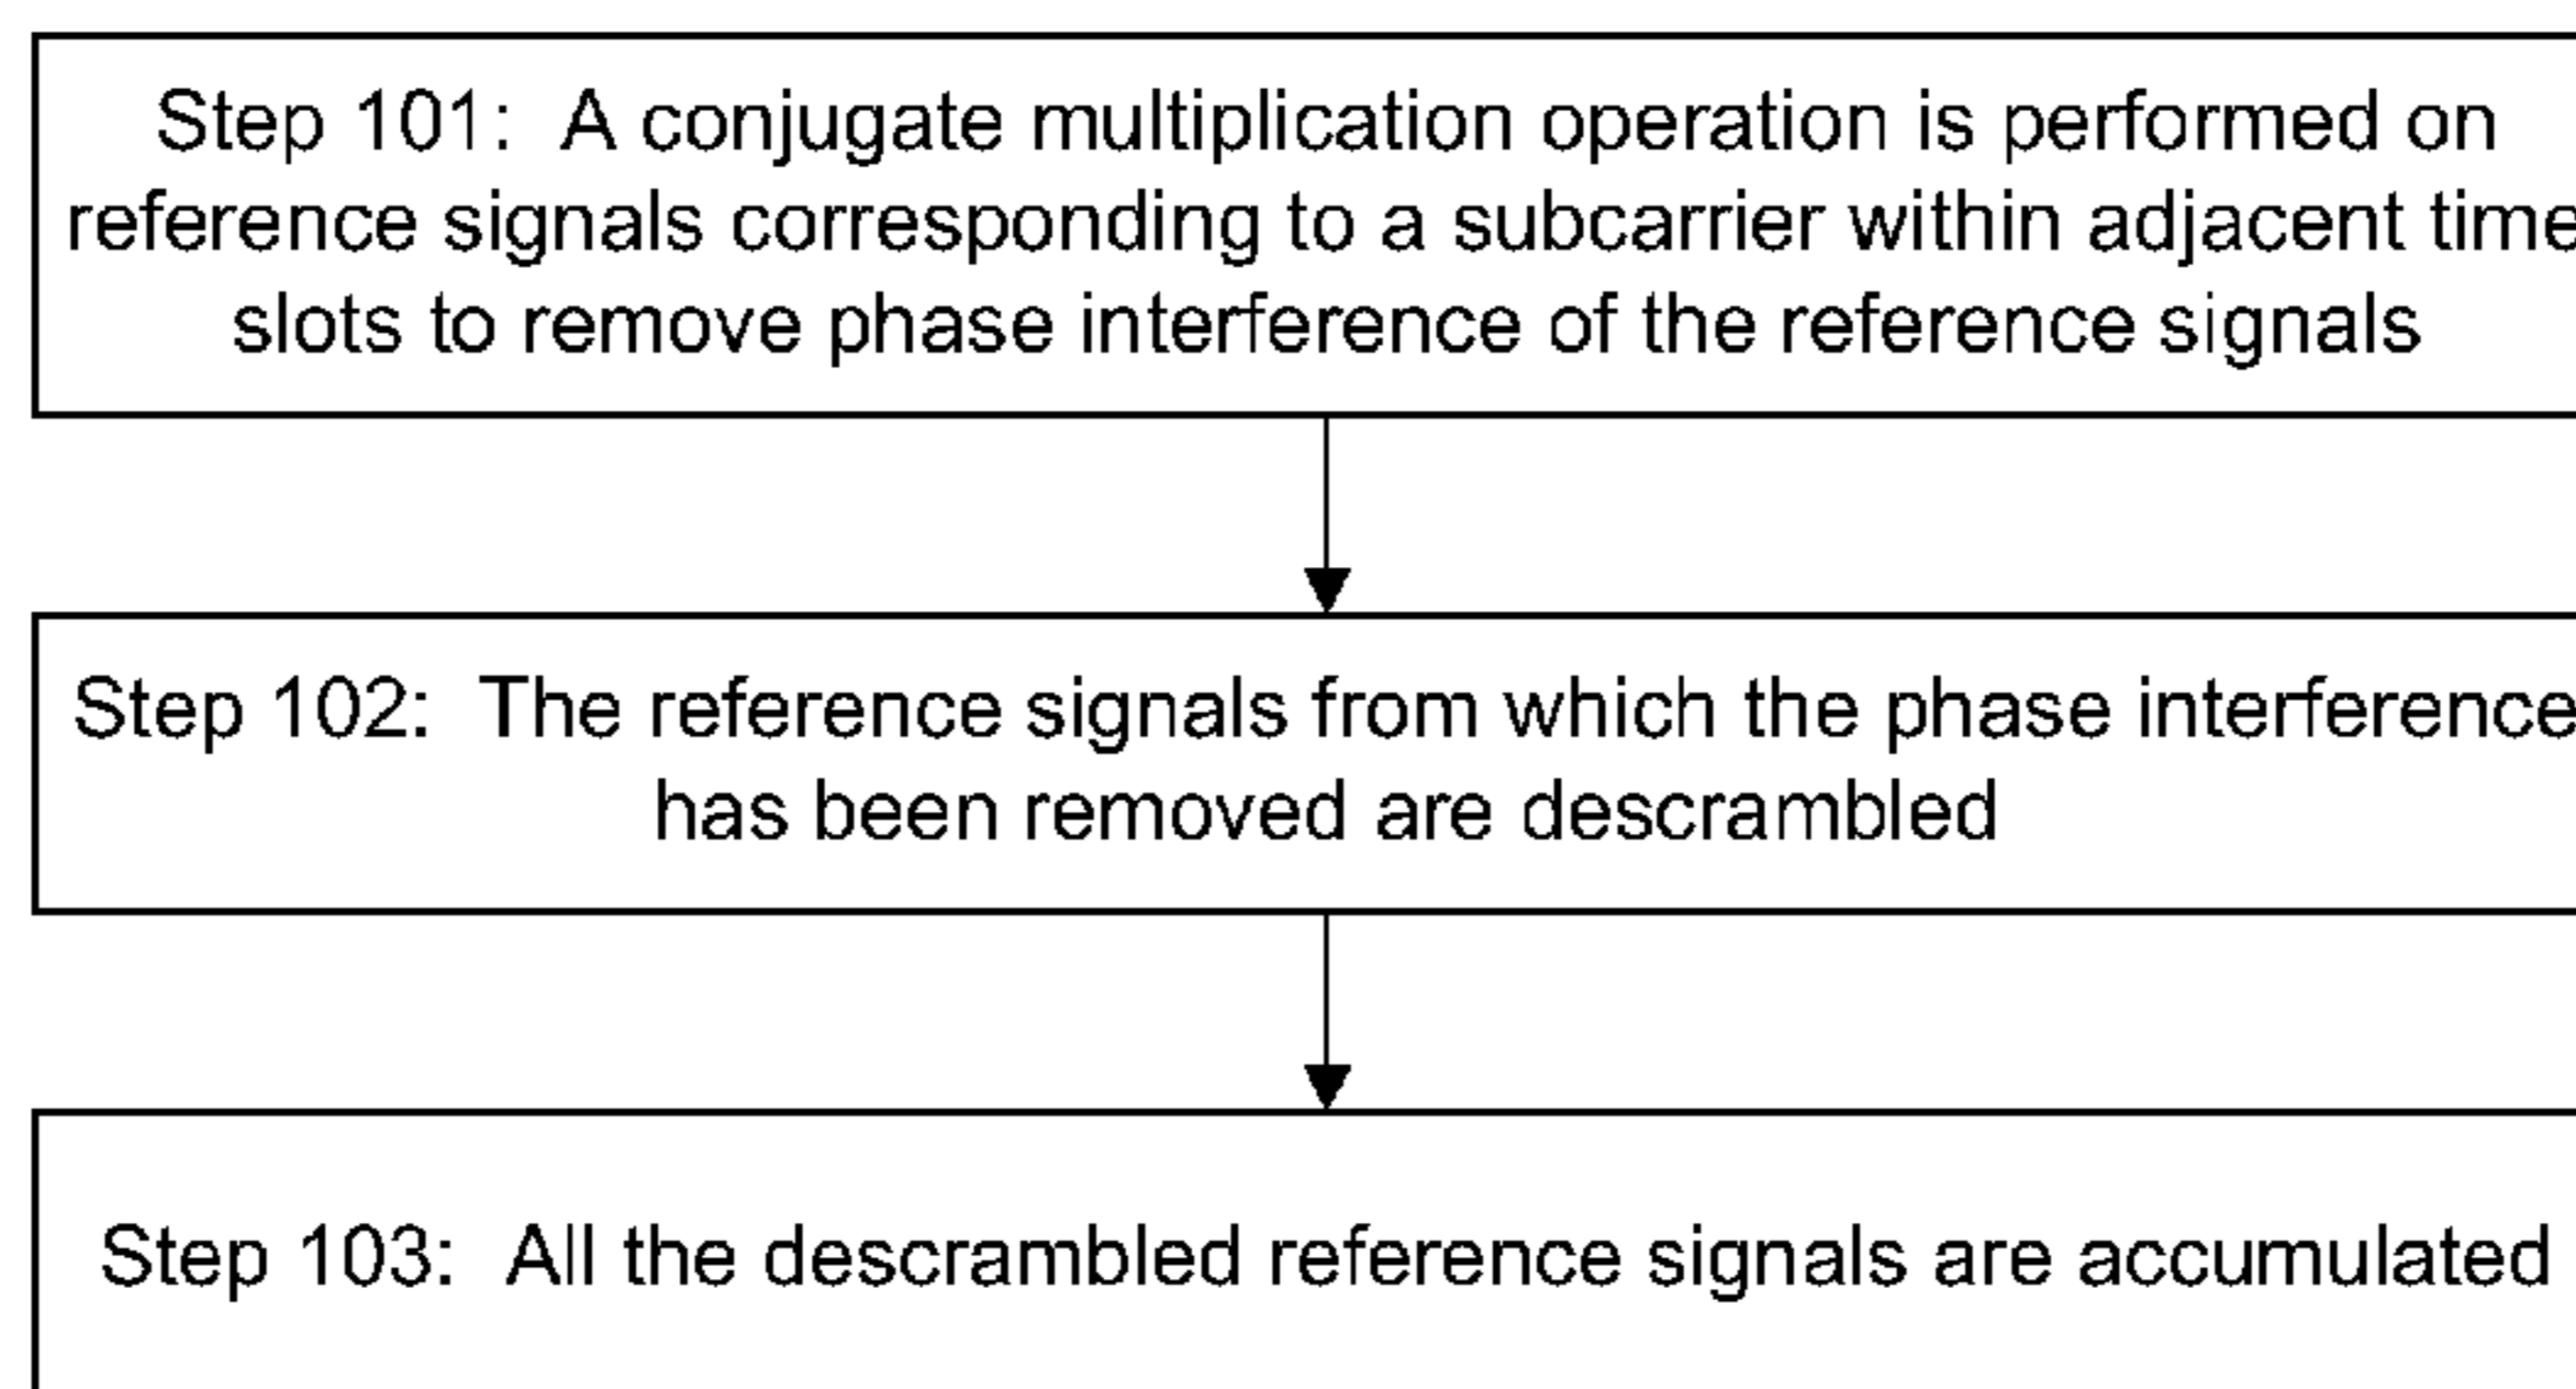 Step 101:  A conjugate multiplication operation is performed on
reference signals corresponding to a subcarrier within adjacent time
slots to remove phase interference of the reference signals
Step 102:  The reference signals from which the phase interference
has been removed are descrambled
Step 103:  All the descrambled reference signals are accumulated